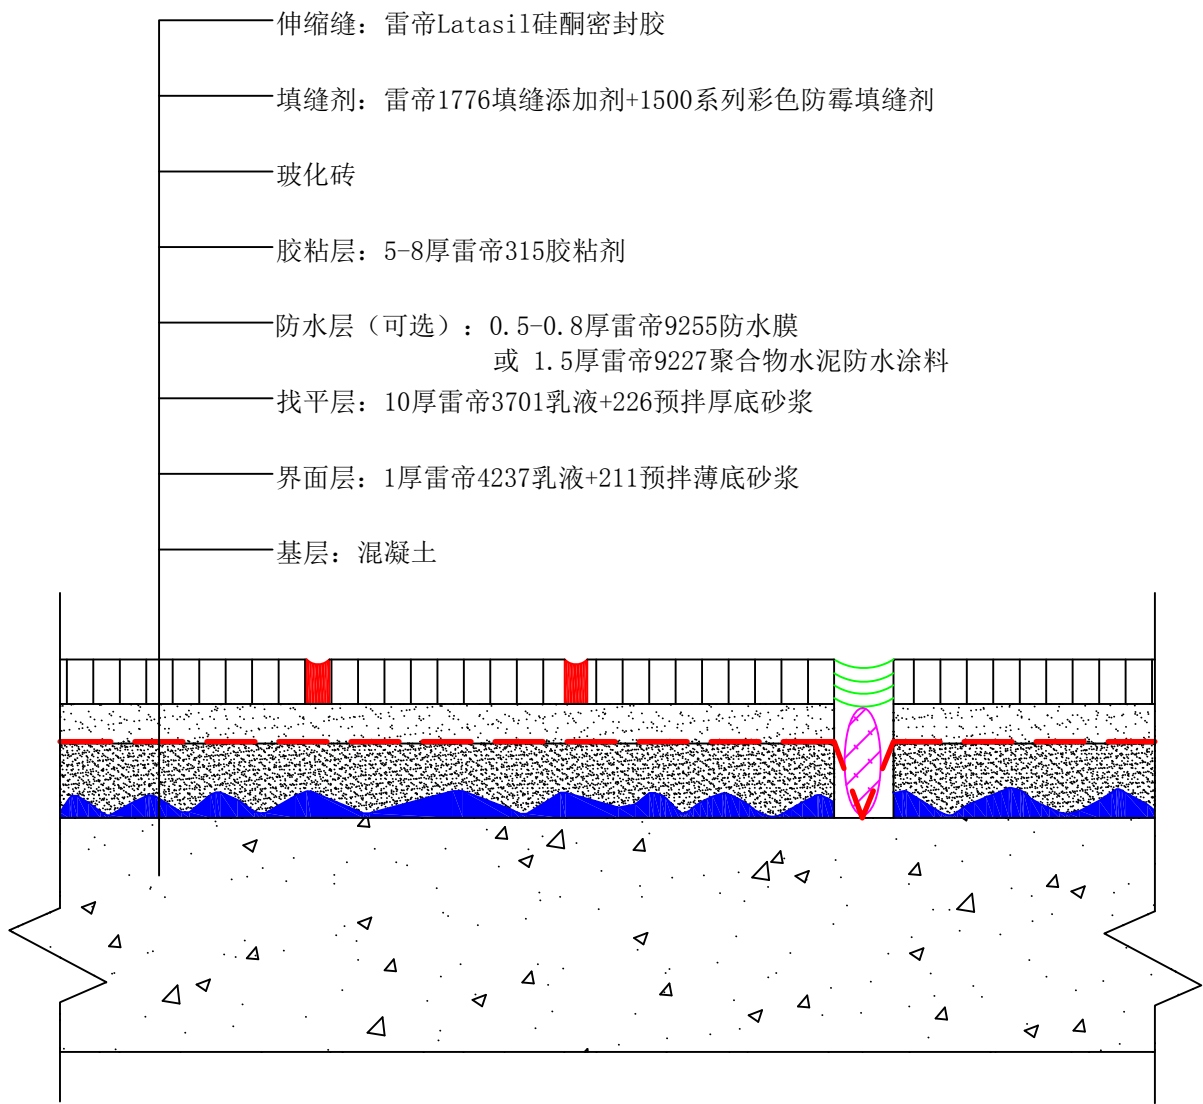 伸缩缝：雷帝Latasil硅酮密封胶
填缝剂：雷帝1776填缝添加剂+1500系列彩色防霉填缝剂
玻化砖
胶粘层：5-8厚雷帝315胶粘剂
防水层（可选）：0.5-0.8厚雷帝9255防水膜
或 1.5厚雷帝9227聚合物水泥防水涂料
找平层：10厚雷帝3701乳液+226预拌厚底砂浆
界面层：1厚雷帝4237乳液+211预拌薄底砂浆
基层：混凝土